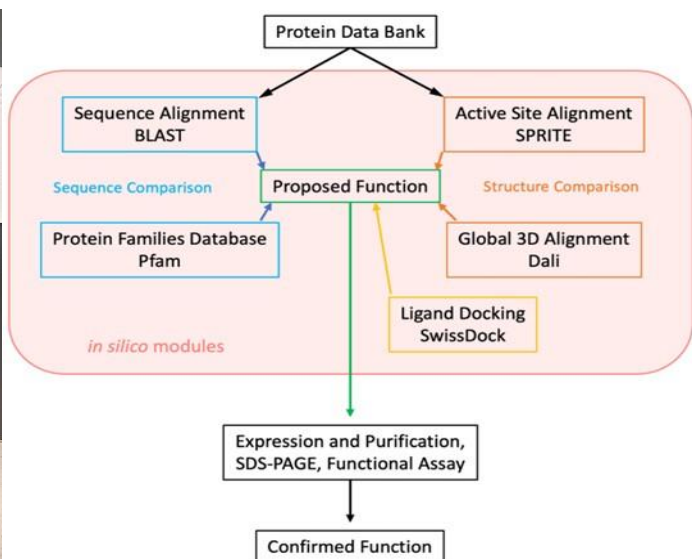 Protein Data Bank
Sequence Alignment
BLAST
Active Site Alignment
SPRITE
Sequence Comparison
Proposed Function
Structure Comparison
Protein Families Database
Pfam
Global 3D Alignment
Dali
Ligand Docking
SwissDock
in silico modules
Expression and Purification,
SDS-PAGE, Functional Assay
Confirmed Function